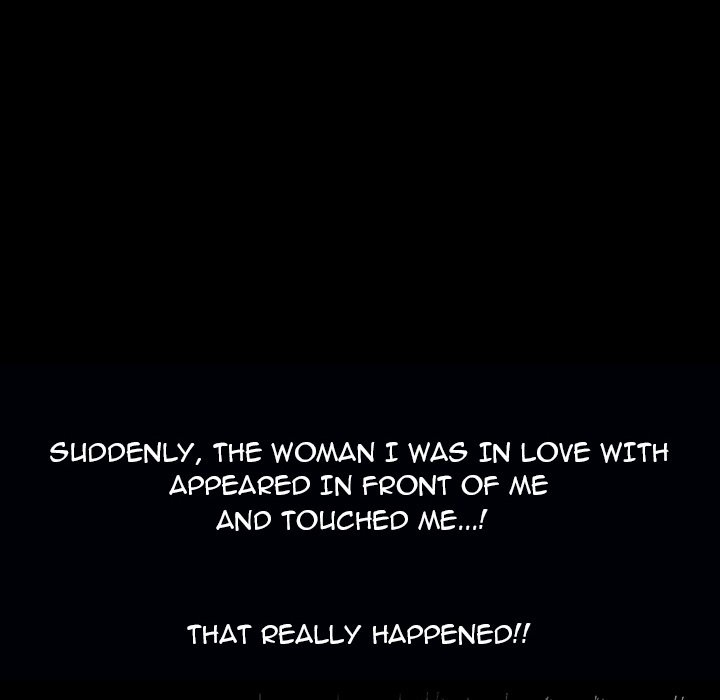 SUDDENLY, THE WOMAN I WAS IN LOVE WITH
APPEARED IN FRONT OF ME
AND TOUCHED ME...!
THAT REALLY HAPPENED!!